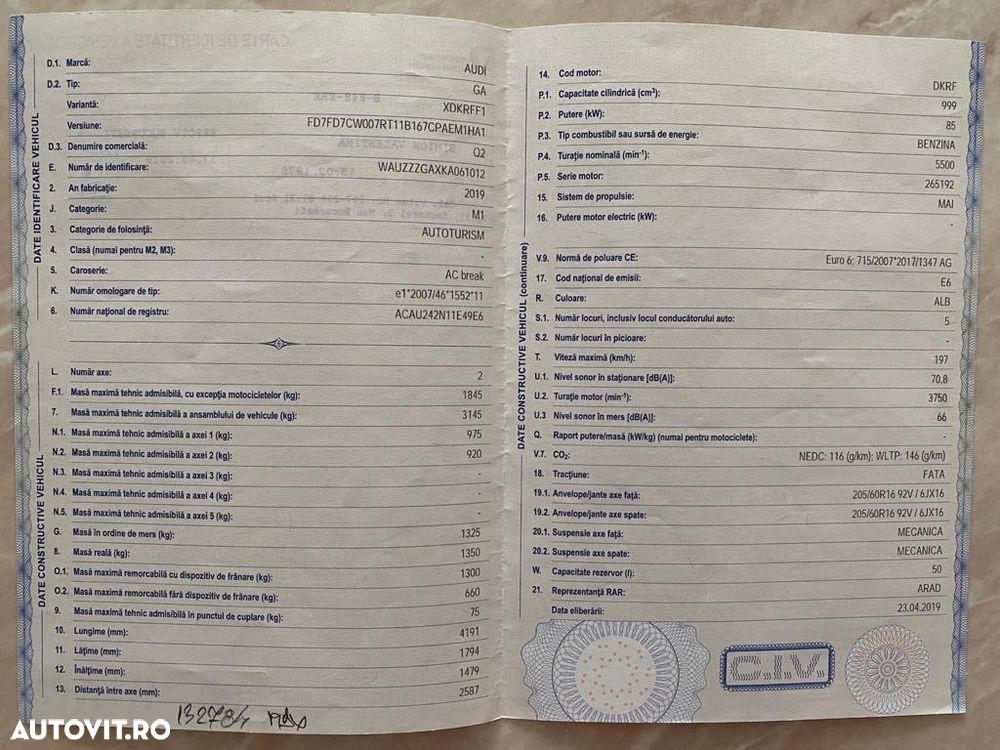 DATE IDENTIFICARE VEHICUL
D.1. Marcă: AUDI
D.2. Tip: GA
Variantă: XDKRFF1
Versiune: FD7FD7CW007RT11B167CPAEM1HA1
D.3. Denumire comercială: Q2
E. Număr de identificare: WAUZZZGAXKA061012
2. An fabricație: 2019
J. Categorie: M1
3. Categorie de folosință: AUTOTURISM
4. Clasă (numai pentru M2, M3): -
5. Caroserie: AC break
K. Număr omologare de tip: e1*2007/46*1552*11
6. Număr național de registru: ACAU242N11E49E6
DATE CONSTRUCTIVE VEHICUL
L. Număr axe: 2
F.1. Masă maximă tehnic admisibilă, cu excepția motocicletelor (kg): 1845
7. Masă maximă tehnic admisibilă a ansamblului de vehicule (kg): 3145
N.1. Masă maximă tehnic admisibilă a axei 1 (kg): 975
N.2. Masă maximă tehnic admisibilă a axei 2 (kg): 920
N.3. Masă maximă tehnic admisibilă a axei 3 (kg): -
N.4. Masă maximă tehnic admisibilă a axei 4 (kg): -
N.5. Masă maximă tehnic admisibilă a axei 5 (kg): -
G. Masă în ordine de mers (kg): 1325
8. Masă reală (kg): 1350
O.1. Masă maximă remorcabilă cu dispozitiv de frânare (kg): 1300
O.2. Masă maximă remorcabilă fără dispozitiv de frânare (kg): 660
9. Masă maximă tehnic admisibilă în punctul de cuplare (kg): 75
10. Lungime (mm): 4191
11. Lățime (mm): 1794
12. Înălțime (mm): 1479
13. Distanță între axe (mm): 2587
132784
DATE CONSTRUCTIVE VEHICUL (continuare)
14. Cod motor: DKRF
P.1. Capacitate cilindrică (cm³): 999
P.2. Putere (kW): 85
P.3. Tip combustibil sau sursă de energie: BENZINA
P.4. Turație nominală (min⁻¹): 5500
P.5. Serie motor: 265192
15. Sistem de propulsie: MAI
16. Putere motor electric (kW): -
V.9. Normă de poluare CE: Euro 6; 715/2007*2017/1347 AG
17. Cod național de emisii: E6
R. Culoare: ALB
S.1. Număr locuri, inclusiv locul conducătorului auto: 5
S.2. Număr locuri în picioare: -
T. Viteză maximă (km/h): 197
U.1. Nivel sonor în staționare [dB(A)]: 70,8
U.2. Turație motor (min⁻¹): 3750
U.3 Nivel sonor în mers [dB(A)]: 66
Q. Raport putere/masă (kW/kg) (numai pentru motociclete): -
V.7. CO₂: NEDC: 116 (g/km); WLTP: 146 (g/km)
18. Tracțiune: FATA
19.1. Anvelope/jante axe față: 205/60R16 92V / 6JX16
19.2. Anvelope/jante axe spate: 205/60R16 92V / 6JX16
20.1. Suspensie axe față: MECANICA
20.2. Suspensie axe spate: MECANICA
W. Capacitate rezervor (l): 50
21. Reprezentanță RAR: ARAD
Data eliberării: 23.04.2019
C.I.V.
AUTOVIT.RO